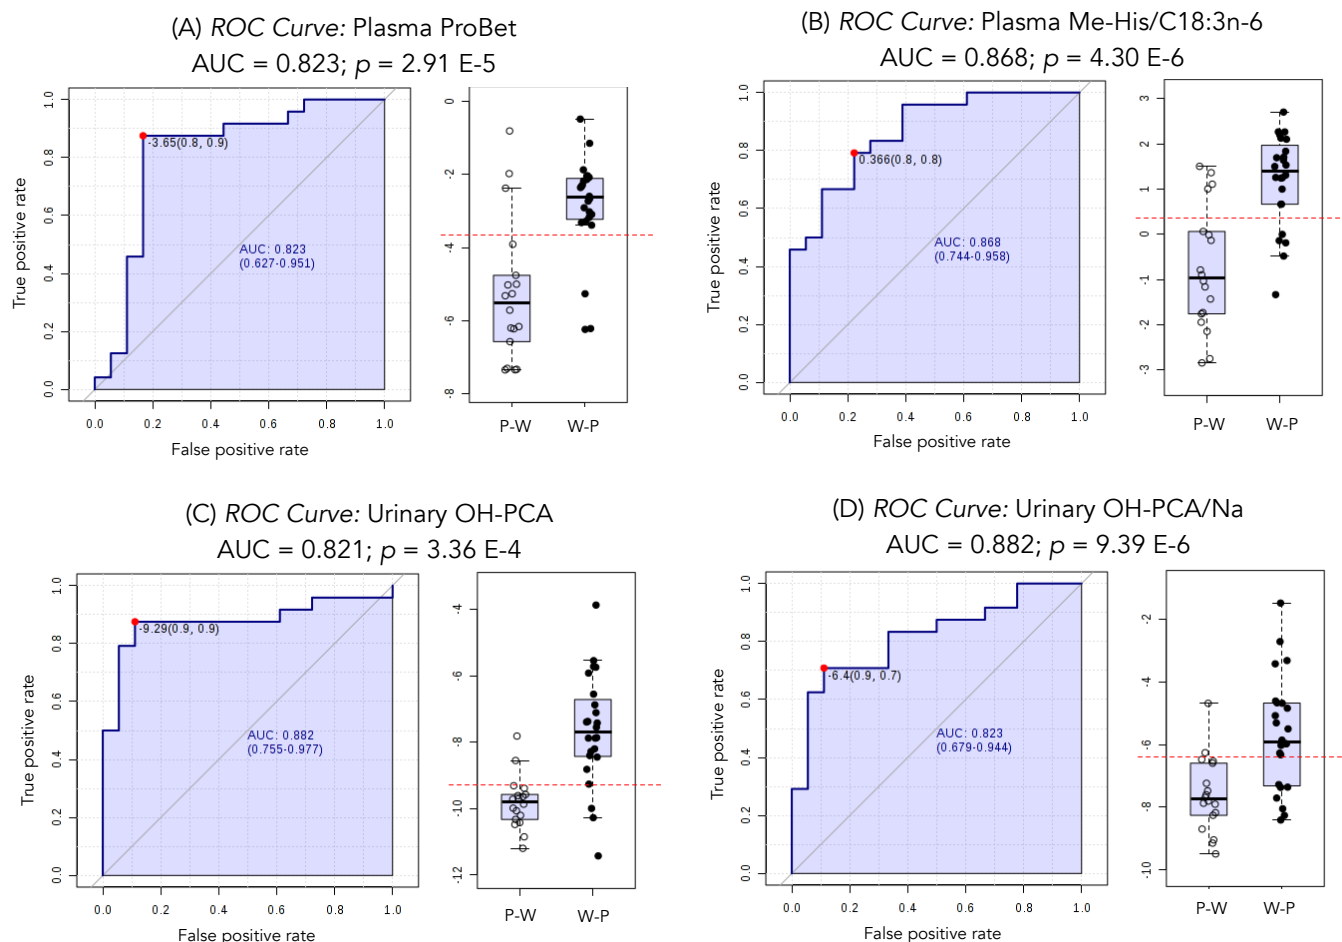 (A) ROC Curve: Plasma ProBet
AUC = 0.823; p = 2.91 E-5
True positive rate
1.0
0.8
0.6
0.4
0.2
0.0
-3.65(0.8, 0.9)
AUC: 0.823
(0.627-0.951)
0.0 0.2 0.4 0.6 0.8 1.0
False positive rate
0
-2
-4
-6
-8
P-W W-P
(B) ROC Curve: Plasma Me-His/C18:3n-6
AUC = 0.868; p = 4.30 E-6
True positive rate
1.0
0.8
0.6
0.4
0.2
0.0
0.366(0.8, 0.8)
AUC: 0.868
(0.744-0.958)
0.0 0.2 0.4 0.6 0.8 1.0
False positive rate
3
2
1
0
-1
-2
-3
P-W W-P
(C) ROC Curve: Urinary OH-PCA
AUC = 0.821; p = 3.36 E-4
True positive rate
1.0
0.8
0.6
0.4
0.2
0.0
-9.29(0.9, 0.9)
AUC: 0.882
(0.755-0.977)
0.0 0.2 0.4 0.6 0.8 1.0
False positive rate
-4
-6
-8
-10
-12
P-W W-P
(D) ROC Curve: Urinary OH-PCA/Na
AUC = 0.882; p = 9.39 E-6
True positive rate
1.0
0.8
0.6
0.4
0.2
0.0
-6.4(0.9, 0.7)
AUC: 0.823
(0.679-0.944)
0.0 0.2 0.4 0.6 0.8 1.0
False positive rate
-2
-4
-6
-8
-10
P-W W-P